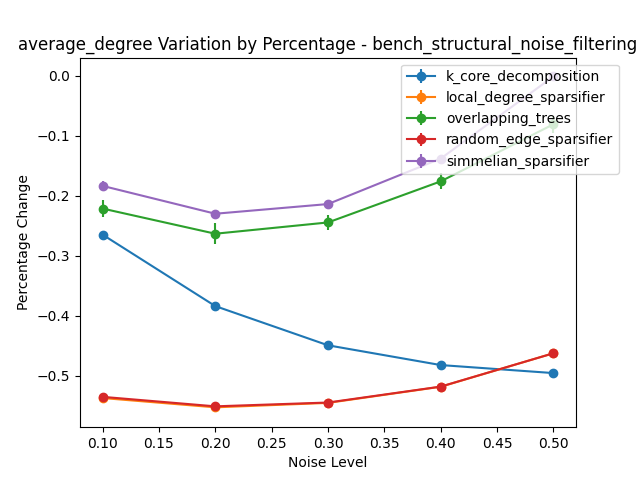 average_degree Variation by Percentage - bench_structural_noise_filtering
k_core_decomposition
local_degree_sparsifier
overlapping_trees
random_edge_sparsifier
simmelian_sparsifier
Percentage Change
0.0
−0.1
−0.2
−0.3
−0.4
−0.5
0.10 0.15 0.20 0.25 0.30 0.35 0.40 0.45 0.50
Noise Level